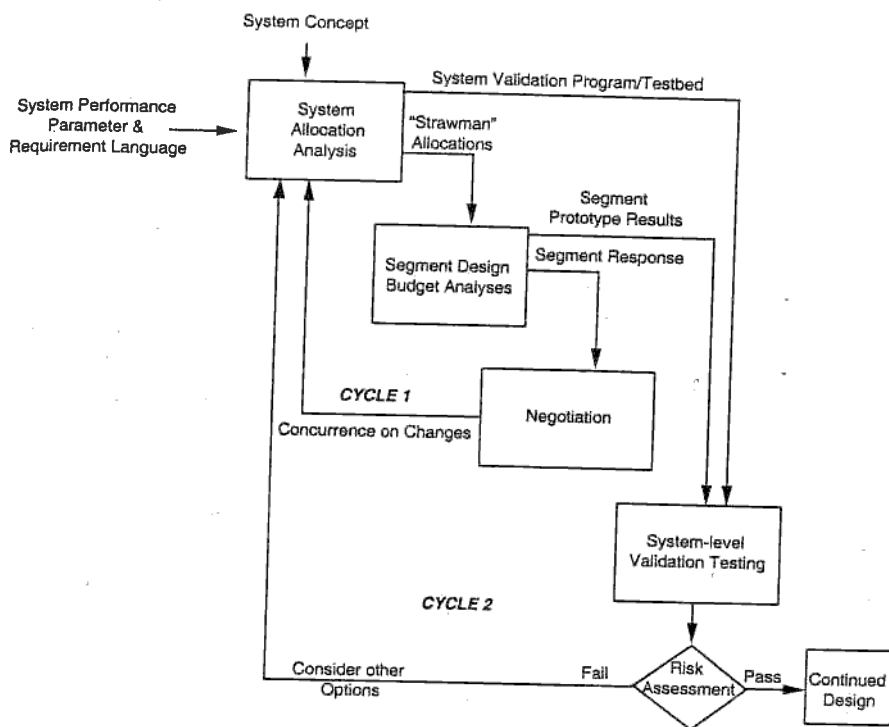 System Concept
System Validation Program/Testbed
System Performance
Parameter &
Requirement Language
System
Allocation
Analysis
"Strawman"
Allocations
Segment
Prototype Results
Segment Design
Budget Analyses
Segment Response
CYCLE 1
Concurrence on Changes
Negotiation
System-level
Validation Testing
CYCLE 2
Consider other
Options
Fail
Risk
Assessment
Pass
Continued
Design